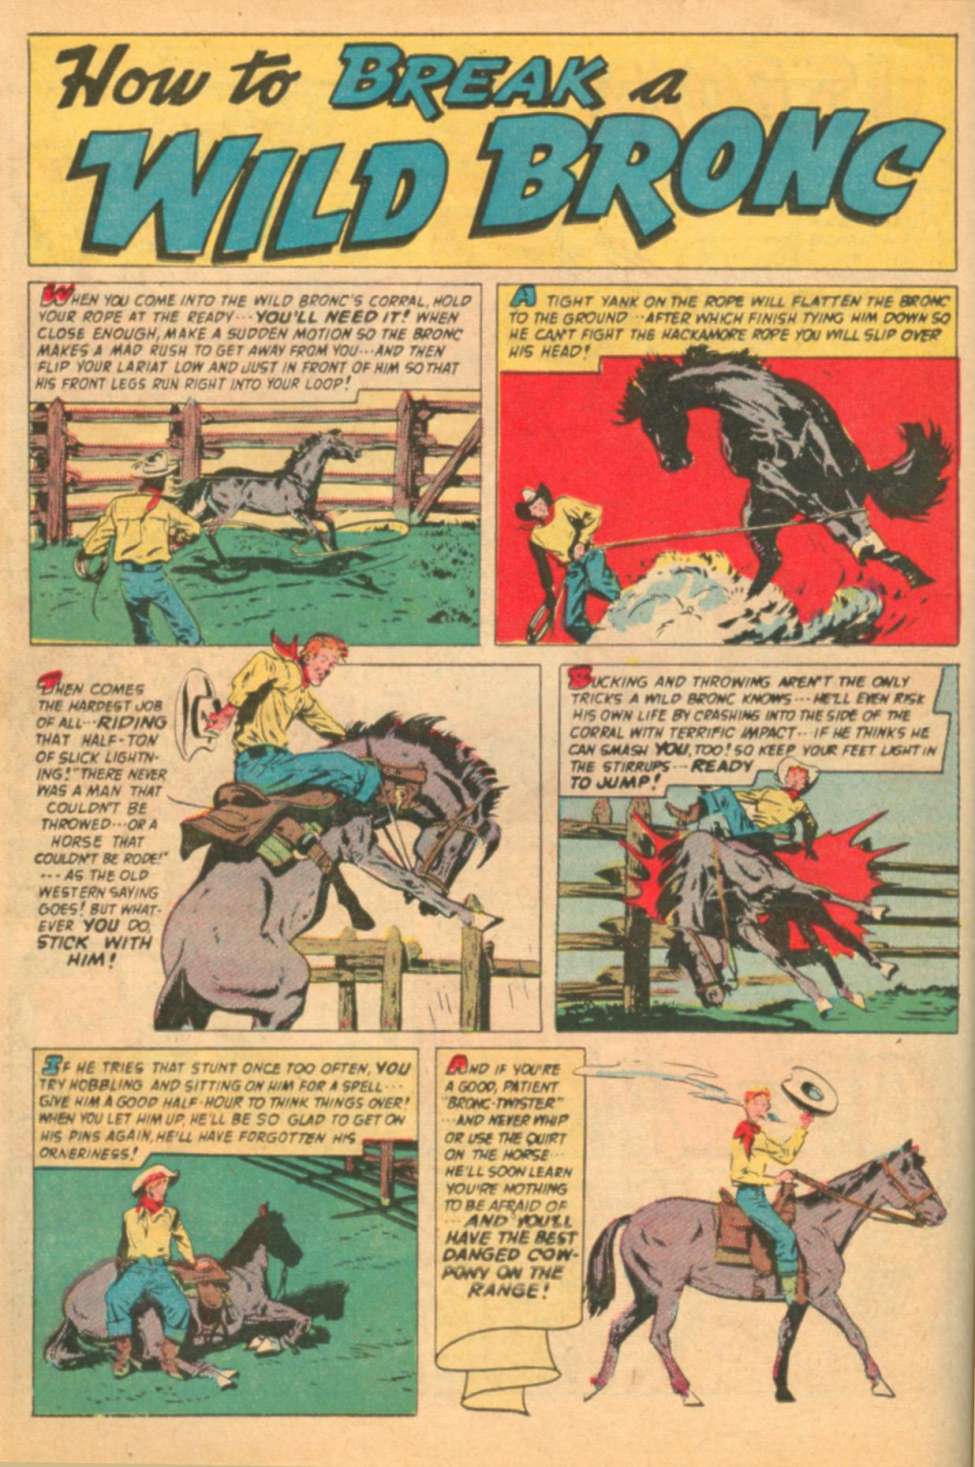 How to BREAK a
WILD BRONC
WHEN YOU COME INTO THE WILD BRONC'S CORRAL, HOLD
YOUR ROPE AT THE READY---YOU'LL NEED IT! WHEN
CLOSE ENOUGH, MAKE A SUDDEN MOTION SO THE BRONC
MAKES A MAD RUSH TO GET AWAY FROM YOU---AND THEN
FLIP YOUR LARIAT LOW AND JUST IN FRONT OF HIM SO THAT
HIS FRONT LEGS RUN RIGHT INTO YOUR LOOP!
A TIGHT YANK ON THE ROPE WILL FLATTEN THE BRONC
TO THE GROUND---AFTER WHICH FINISH TYING HIM DOWN SO
HE CAN'T FIGHT THE HACKAMORE ROPE YOU WILL SLIP OVER
HIS HEAD!
THEN COMES
THE HARDEST JOB
OF ALL---RIDING
THAT HALF-TON
OF SLICK LIGHTN-
ING! "THERE NEVER
WAS A MAN THAT
COULDN'T BE
THROWED---OR A
HORSE THAT
COULDN'T BE RODE!"
---AS THE OLD
WESTERN SAYING
GOES! BUT WHAT-
EVER YOU DO,
STICK WITH
HIM!
BUCKING AND THROWING AREN'T THE ONLY
TRICKS A WILD BRONC KNOWS---HE'LL EVEN RISK
HIS OWN LIFE BY CRASHING INTO THE SIDE OF THE
CORRAL WITH TERRIFIC IMPACT---IF HE THINKS HE
CAN SMASH YOU, TOO! SO KEEP YOUR FEET LIGHT IN
THE STIRRUPS---READY
TO JUMP!
IF HE TRIES THAT STUNT ONCE TOO OFTEN, YOU
TRY HOBBLING AND SITTING ON HIM FOR A SPELL---
GIVE HIM A GOOD HALF-HOUR TO THINK THINGS OVER!
WHEN YOU LET HIM UP, HE'LL BE SO GLAD TO GET ON
HIS PINS AGAIN, HE'LL HAVE FORGOTTEN HIS
ORNERINESS!
AND IF YOU'RE
A GOOD, PATIENT
"BRONC-TWISTER"
---AND NEVER WHIP
OR USE THE QUIRT
ON THE HORSE---
HE'LL SOON LEARN
YOU'RE NOTHING
TO BE AFRAID OF
---AND YOU'LL
HAVE THE BEST
DANGED COW-
PONY ON THE
RANGE!